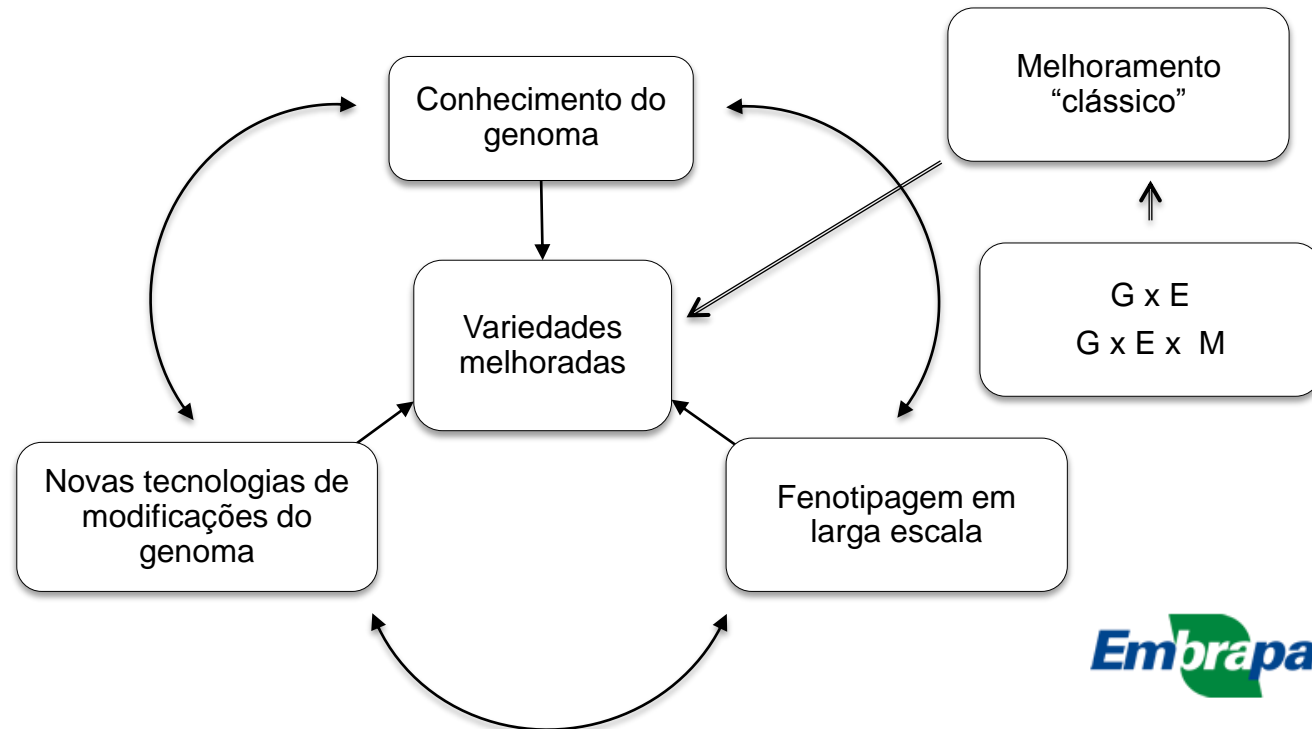 Conhecimento do
genoma
Melhoramento
“clássico”
G x E
G x E x M
Variedades
melhoradas
Novas tecnologias de
modificações do
genoma
Fenotipagem em
larga escala
Embrapa